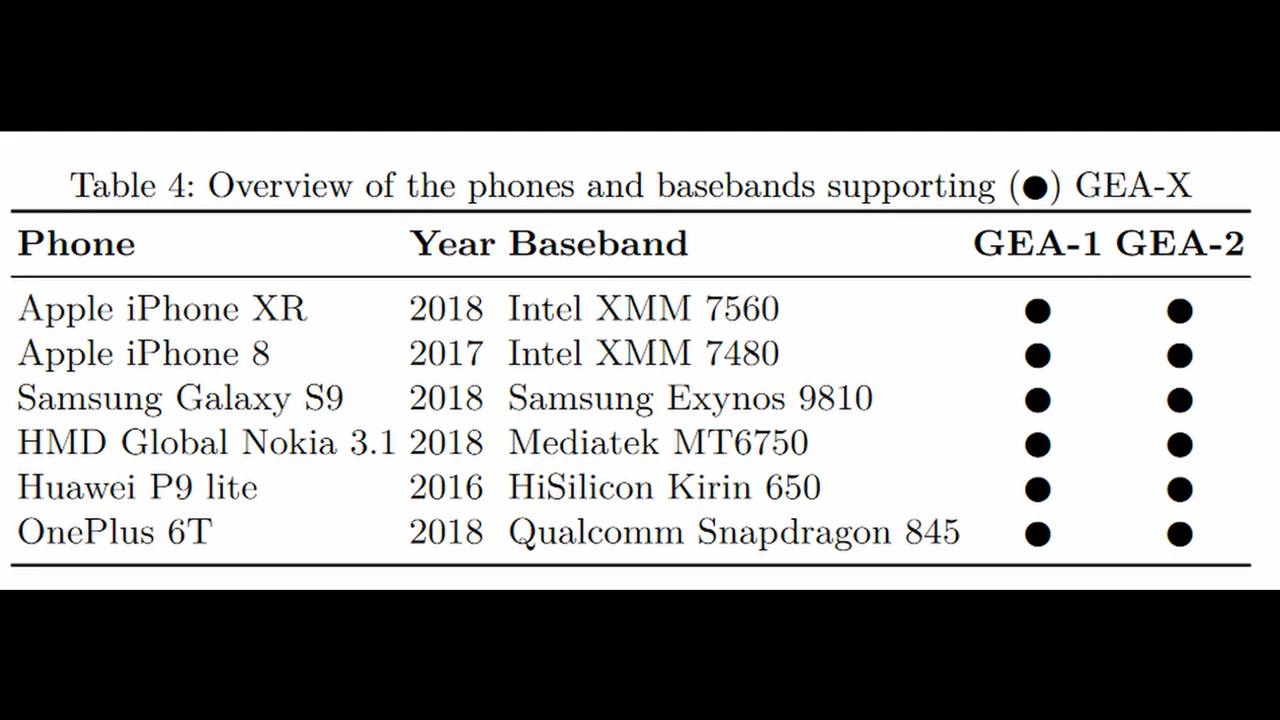 Table 4: Overview of the phones and basebands supporting (●) GEA-X
Phone Year Baseband GEA-1 GEA-2
Apple iPhone XR 2018 Intel XMM 7560 ● ●
Apple iPhone 8 2017 Intel XMM 7480 ● ●
Samsung Galaxy S9 2018 Samsung Exynos 9810 ● ●
HMD Global Nokia 3.1 2018 Mediatek MT6750 ● ●
Huawei P9 lite 2016 HiSilicon Kirin 650 ● ●
OnePlus 6T 2018 Qualcomm Snapdragon 845 ● ●